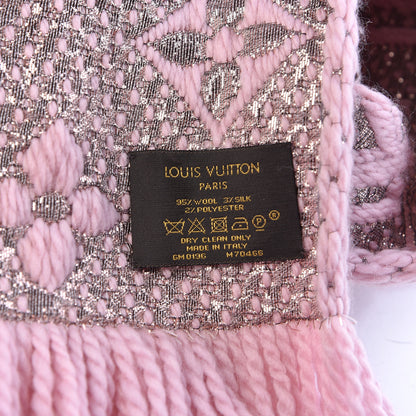 LOUIS VUITTON
PARIS
95% WOOL 3% SILK
2% POLYESTER
DRY CLEAN ONLY
MADE IN ITALY
GM0196 M70466